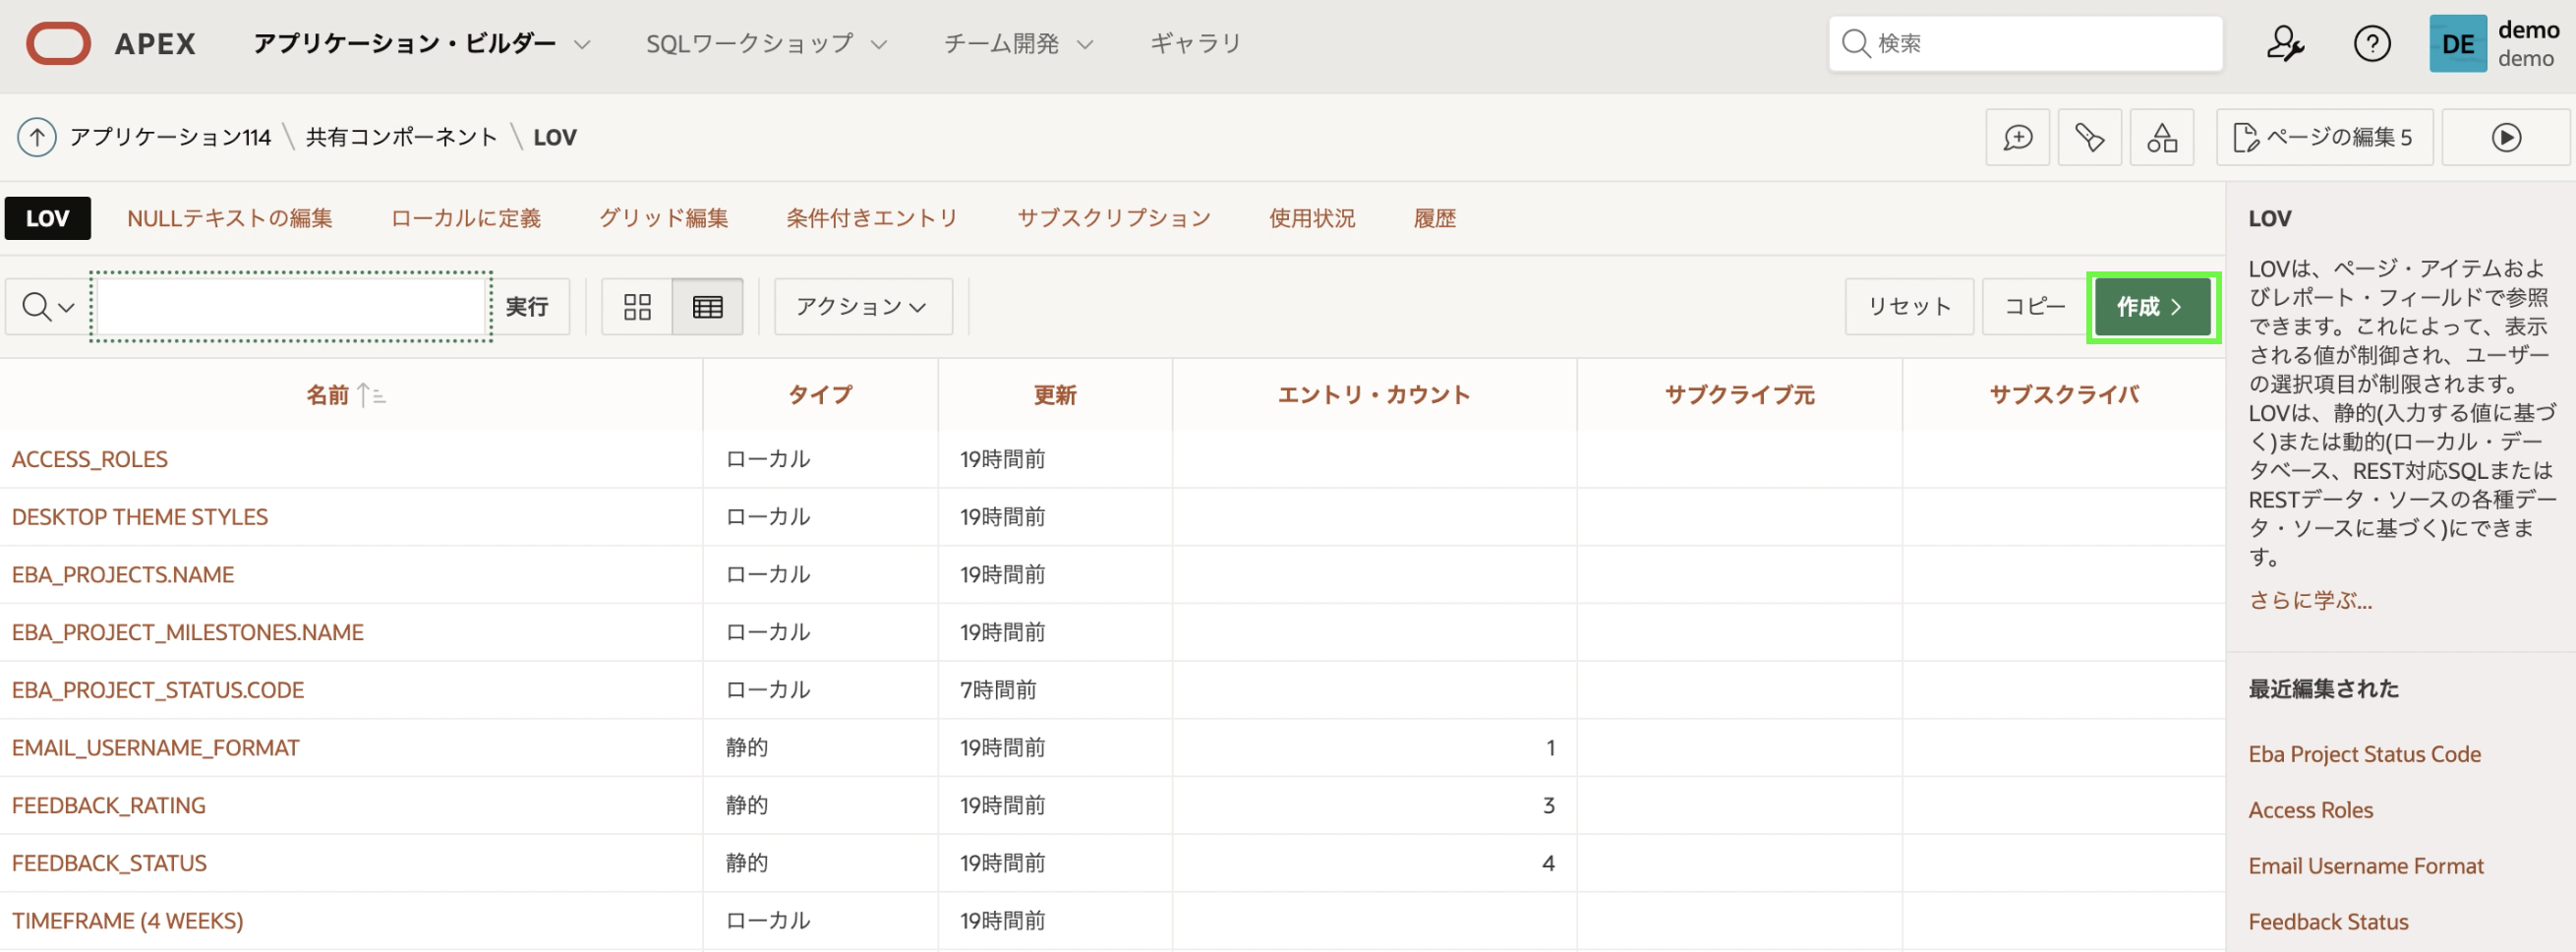 APEX アプリケーション・ビルダー SQLワークショップ チーム開発 ギャラリ 検索 DE demo
demo
アプリケーション114 \ 共有コンポーネント \ LOV ページの編集 5
LOV NULLテキストの編集 ローカルに定義 グリッド編集 条件付きエントリ サブスクリプション 使用状況 履歴
実行 アクション リセット コピー 作成
名前 タイプ 更新 エントリ・カウント サブクライブ元 サブスクライバ
ACCESS_ROLES ローカル 19時間前
DESKTOP THEME STYLES ローカル 19時間前
EBA_PROJECTS.NAME ローカル 19時間前
EBA_PROJECT_MILESTONES.NAME ローカル 19時間前
EBA_PROJECT_STATUS.CODE ローカル 7時間前
EMAIL_USERNAME_FORMAT 静的 19時間前 1
FEEDBACK_RATING 静的 19時間前 3
FEEDBACK_STATUS 静的 19時間前 4
TIMEFRAME (4 WEEKS) ローカル 19時間前
LOV
LOVは、ページ・アイテムおよ
びレポート・フィールドで参照
できます。これによって、表示
される値が制御され、ユーザー
の選択項目が制限されます。
LOVは、静的(入力する値に基づ
く)または動的(ローカル・デー
タベース、REST対応SQLまたは
RESTデータ・ソースの各種デー
タ・ソースに基づく)にできま
す。
さらに学ぶ...
最近編集された
Eba Project Status Code
Access Roles
Email Username Format
Feedback Status